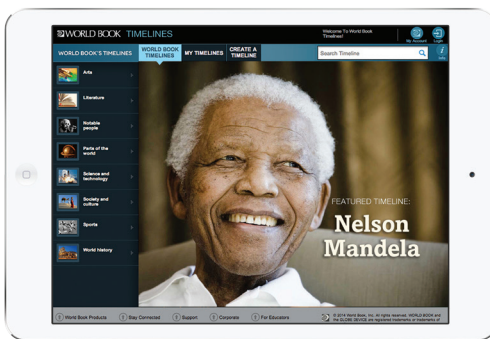 WORLD BOOK TIMELINES
Welcome To World Book
Timelines!
My Account
Login
WORLD BOOK'S TIMELINES
WORLD BOOK
TIMELINES
MY TIMELINES
CREATE A
TIMELINE
Search Timeline
Info
Arts
Literature
Notable
people
Parts of the
world
Science and
technology
Society and
culture
Sports
World history
FEATURED TIMELINE:
Nelson
Mandela
World Book Products
Stay Connected
Support
Corporate
For Educators
© 2014 World Book, Inc. All rights reserved. WORLD BOOK and
the GLOBE DEVICE are registered trademarks or trademarks of